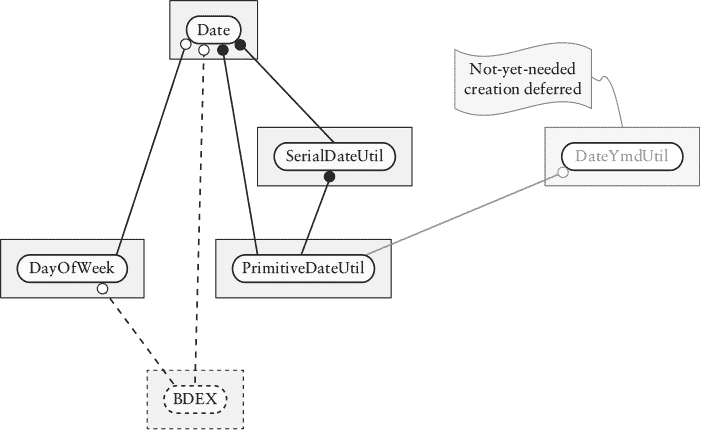 Date
Not-yet-needed
creation deferred
SerialDateUtil
DateYmdUtil
DayOfWeek
PrimitiveDateUtil
BDEX